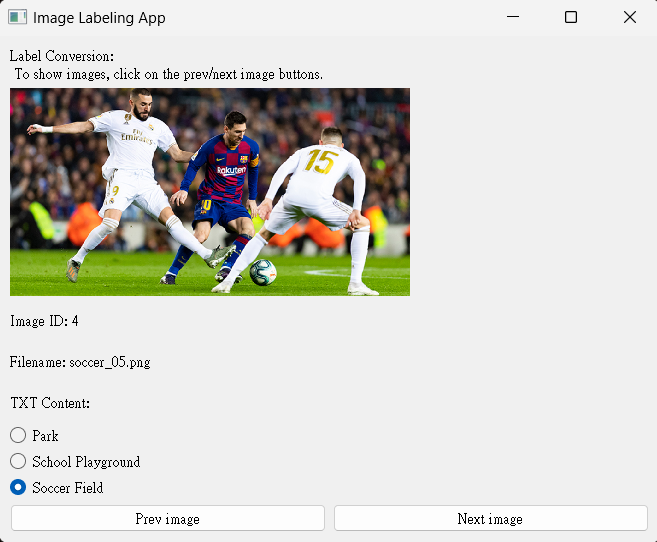 Image Labeling App
Label Conversion:
To show images, click on the prev/next image buttons.
Fly
Emirates
9
Rakuten
10
15
Image ID: 4
Filename: soccer_05.png
TXT Content:
Park
School Playground
Soccer Field
Prev image
Next image